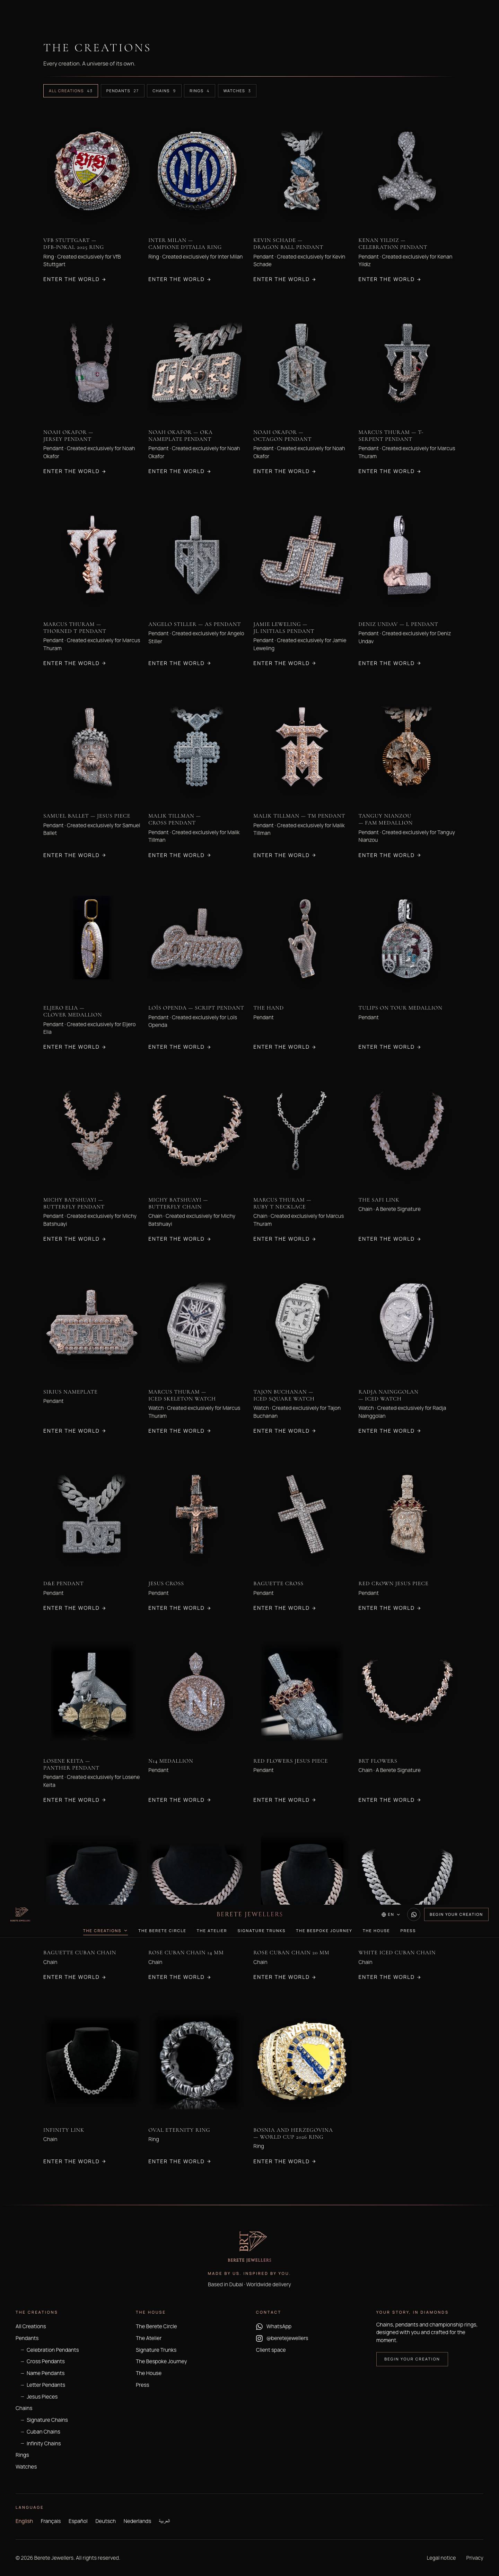 THE CREATIONS
Every creation. A universe of its own.
ALL CREATIONS 43
PENDANTS 27
CHAINS 9
RINGS 4
WATCHES 3
VFB STUTTGART —
DFB-POKAL 2025 RING
Ring · Created exclusively for VfB
Stuttgart
ENTER THE WORLD →
INTER MILAN —
CAMPIONE D'ITALIA RING
Ring · Created exclusively for Inter Milan
ENTER THE WORLD →
KEVIN SCHADE —
DRAGON BALL PENDANT
Pendant · Created exclusively for Kevin
Schade
ENTER THE WORLD →
KENAN YILDIZ —
CELEBRATION PENDANT
Pendant · Created exclusively for Kenan
Yildiz
ENTER THE WORLD →
NOAH OKAFOR —
JERSEY PENDANT
Pendant · Created exclusively for Noah
Okafor
ENTER THE WORLD →
NOAH OKAFOR — OKA
NAMEPLATE PENDANT
Pendant · Created exclusively for Noah
Okafor
ENTER THE WORLD →
NOAH OKAFOR —
OCTAGON PENDANT
Pendant · Created exclusively for Noah
Okafor
ENTER THE WORLD →
MARCUS THURAM — T-
SERPENT PENDANT
Pendant · Created exclusively for Marcus
Thuram
ENTER THE WORLD →
MARCUS THURAM —
THORNED T PENDANT
Pendant · Created exclusively for Marcus
Thuram
ENTER THE WORLD →
ANGELO STILLER — AS PENDANT
Pendant · Created exclusively for Angelo
Stiller
ENTER THE WORLD →
JAMIE LEWELING —
JL INITIALS PENDANT
Pendant · Created exclusively for Jamie
Leweling
ENTER THE WORLD →
DENIZ UNDAV — L PENDANT
Pendant · Created exclusively for Deniz
Undav
ENTER THE WORLD →
SAMUEL BALLET — JESUS PIECE
Pendant · Created exclusively for Samuel
Ballet
ENTER THE WORLD →
MALIK TILLMAN —
CROSS PENDANT
Pendant · Created exclusively for Malik
Tillman
ENTER THE WORLD →
MALIK TILLMAN — TM PENDANT
Pendant · Created exclusively for Malik
Tillman
ENTER THE WORLD →
TANGUY NIANZOU
— FAM MEDALLION
Pendant · Created exclusively for Tanguy
Nianzou
ENTER THE WORLD →
ELJERO ELIA —
CLOVER MEDALLION
Pendant · Created exclusively for Eljero
Elia
ENTER THE WORLD →
LOÏS OPENDA — SCRIPT PENDANT
Pendant · Created exclusively for Loïs
Openda
ENTER THE WORLD →
THE HAND
Pendant
ENTER THE WORLD →
TULIPS ON TOUR MEDALLION
Pendant
ENTER THE WORLD →
MICHY BATSHUAYI —
BUTTERFLY PENDANT
Pendant · Created exclusively for Michy
Batshuayi
ENTER THE WORLD →
MICHY BATSHUAYI —
BUTTERFLY CHAIN
Chain · Created exclusively for Michy
Batshuayi
ENTER THE WORLD →
MARCUS THURAM —
RUBY T NECKLACE
Chain · Created exclusively for Marcus
Thuram
ENTER THE WORLD →
THE SAFI LINK
Chain · A Berete Signature
ENTER THE WORLD →
SIRIUS NAMEPLATE
Pendant
ENTER THE WORLD →
MARCUS THURAM —
ICED SKELETON WATCH
Watch · Created exclusively for Marcus
Thuram
ENTER THE WORLD →
TAJON BUCHANAN —
ICED SQUARE WATCH
Watch · Created exclusively for Tajon
Buchanan
ENTER THE WORLD →
RADJA NAINGGOLAN
— ICED WATCH
Watch · Created exclusively for Radja
Nainggolan
ENTER THE WORLD →
D&E PENDANT
Pendant
ENTER THE WORLD →
JESUS CROSS
Pendant
ENTER THE WORLD →
BAGUETTE CROSS
Pendant
ENTER THE WORLD →
RED CROWN JESUS PIECE
Pendant
ENTER THE WORLD →
LOSENE KEITA —
PANTHER PENDANT
Pendant · Created exclusively for Losene
Keita
ENTER THE WORLD →
N14 MEDALLION
Pendant
ENTER THE WORLD →
RED FLOWERS JESUS PIECE
Pendant
ENTER THE WORLD →
BRT FLOWERS
Chain · A Berete Signature
ENTER THE WORLD →
BERETE JEWELLERS
EN
BEGIN YOUR CREATION
THE CREATIONS
THE BERETE CIRCLE
THE ATELIER
SIGNATURE TRUNKS
THE BESPOKE JOURNEY
THE HOUSE
PRESS
BAGUETTE CUBAN CHAIN
Chain
ENTER THE WORLD →
ROSE CUBAN CHAIN 14 MM
Chain
ENTER THE WORLD →
ROSE CUBAN CHAIN 20 MM
Chain
ENTER THE WORLD →
WHITE ICED CUBAN CHAIN
Chain
ENTER THE WORLD →
INFINITY LINK
Chain
ENTER THE WORLD →
OVAL ETERNITY RING
Ring
ENTER THE WORLD →
BOSNIA AND HERZEGOVINA
— WORLD CUP 2026 RING
Ring
ENTER THE WORLD →
BRT
BERETE JEWELLERS
MADE BY US, INSPIRED BY YOU
Based in Dubai · Worldwide delivery
THE CREATIONS
All Creations
Pendants
— Celebration Pendants
— Cross Pendants
— Name Pendants
— Letter Pendants
— Jesus Pieces
Chains
— Signature Chains
— Cuban Chains
— Infinity Chains
Rings
Watches
THE HOUSE
The Berete Circle
The Atelier
Signature Trunks
The Bespoke Journey
The House
Press
CONTACT
WhatsApp
@beretejewellers
Client space
YOUR STORY, IN DIAMONDS
Chains, pendants and championship rings,
designed with you and crafted for the
moment.
BEGIN YOUR CREATION
LANGUAGE
English Français Español Deutsch Nederlands العربية
© 2026 Berete Jewellers. All rights reserved.
Legal notice Privacy